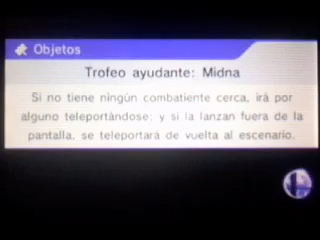 Objetos
Trofeo ayudante: Midna
Si no tiene ningún combatiente cerca, irá por
alguno teleportándose; y si la lanzan fuera de la
pantalla, se teleportará de vuelta al escenario.